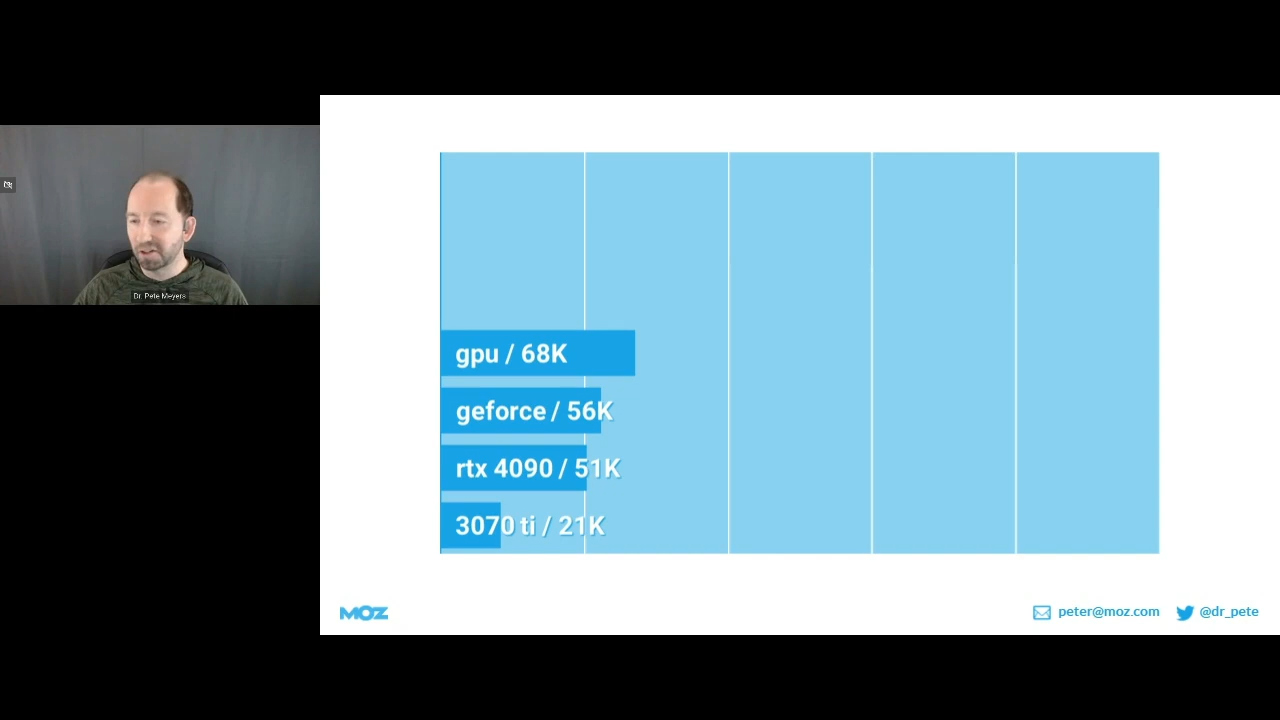 Dr. Pete Meyers
gpu / 68K
geforce / 56K
rtx 4090 / 51K
3070 ti / 21K
MOZ
peter@moz.com
@dr_pete